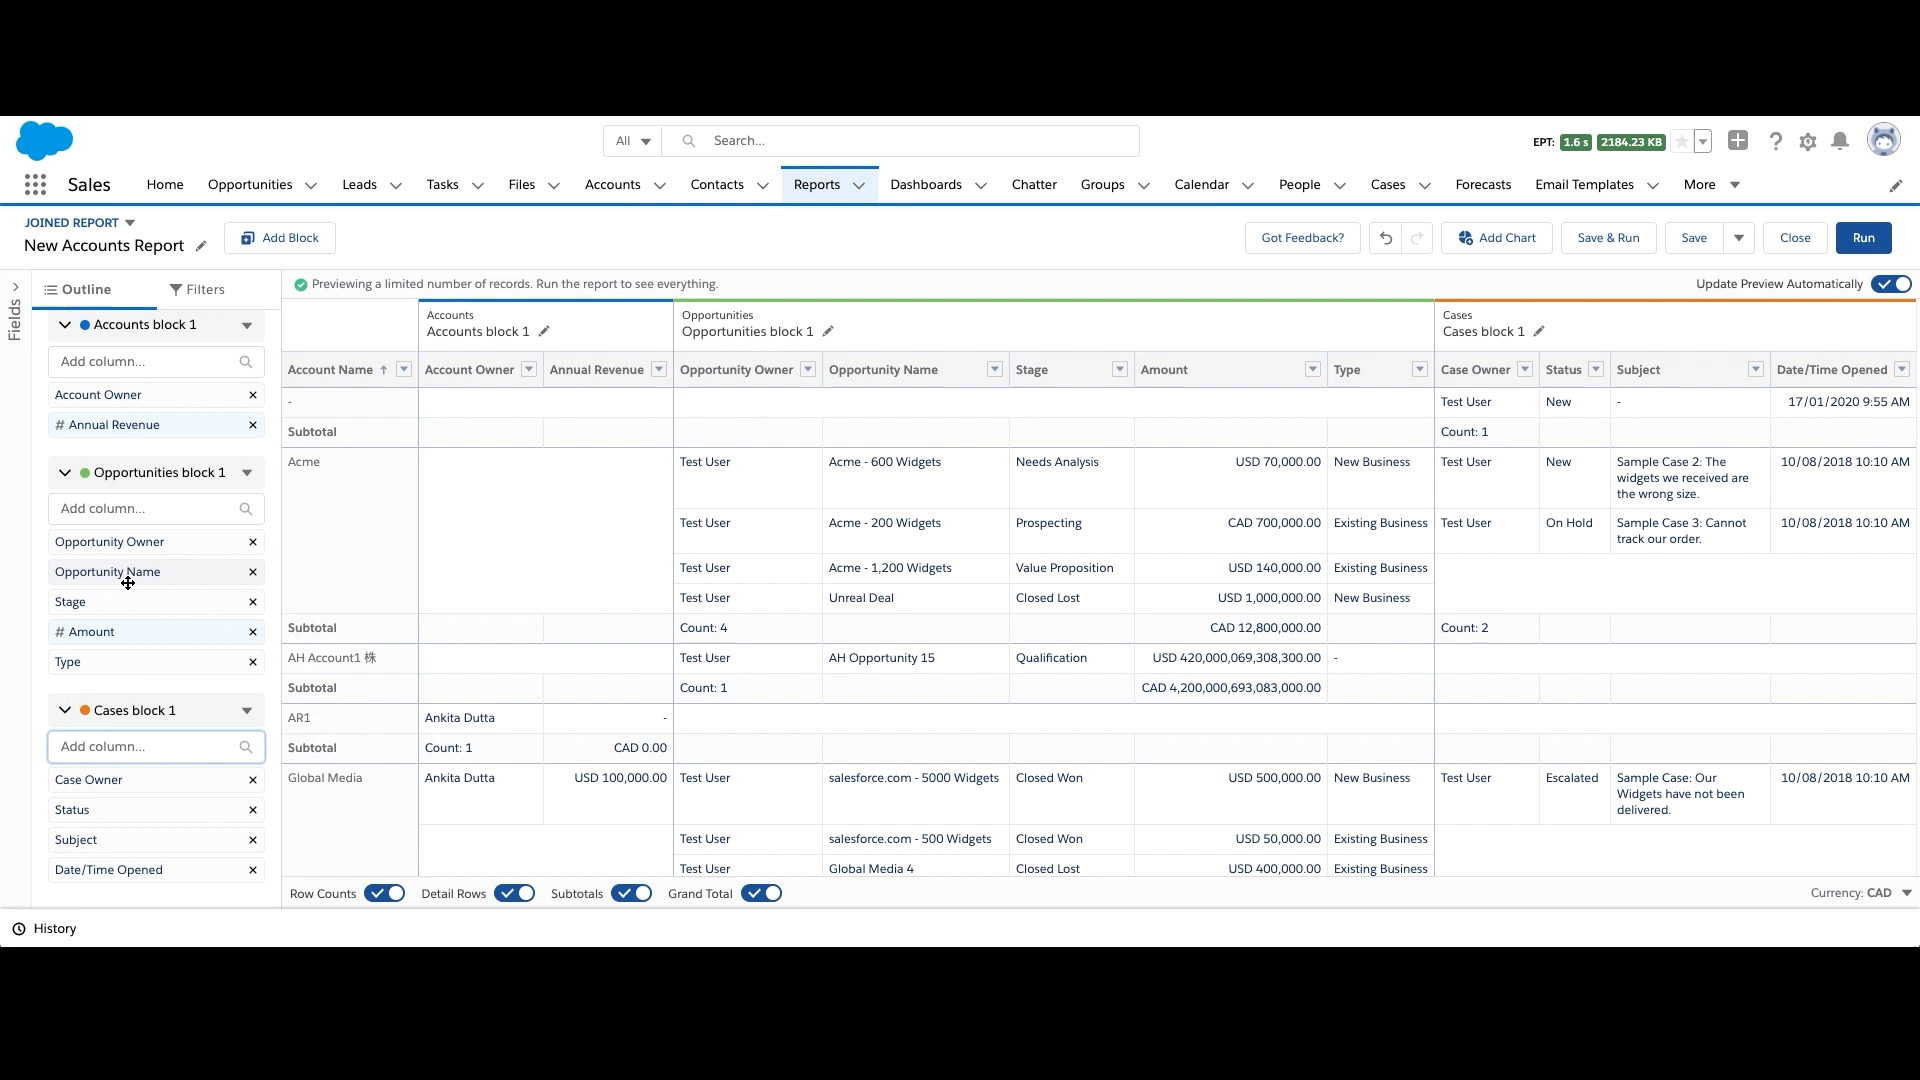 All
Search...
EPT: 1.6 s 2184.23 KB
Sales
Home Opportunities Leads Tasks Files Accounts Contacts Reports Dashboards Chatter Groups Calendar People Cases Forecasts Email Templates More
JOINED REPORT
New Accounts Report
Add Block
Got Feedback? Add Chart Save & Run Save Close Run
Fields
Outline Filters
Previewing a limited number of records. Run the report to see everything.
Update Preview Automatically
Accounts block 1
Add column...
Account Owner
# Annual Revenue
Opportunities block 1
Add column...
Opportunity Owner
Opportunity Name
Stage
# Amount
Type
Cases block 1
Add column...
Case Owner
Status
Subject
Date/Time Opened
Accounts
Accounts block 1
Opportunities
Opportunities block 1
Cases
Cases block 1
Account Name ↑ Account Owner Annual Revenue Opportunity Owner Opportunity Name Stage Amount Type Case Owner Status Subject Date/Time Opened
- Test User New - 17/01/2020 9:55 AM
Subtotal Count: 1
Acme Test User Acme - 600 Widgets Needs Analysis USD 70,000.00 New Business Test User New Sample Case 2: The 10/08/2018 10:10 AM
widgets we received are
the wrong size.
Test User Acme - 200 Widgets Prospecting CAD 700,000.00 Existing Business Test User On Hold Sample Case 3: Cannot 10/08/2018 10:10 AM
track our order.
Test User Acme - 1,200 Widgets Value Proposition USD 140,000.00 Existing Business
Test User Unreal Deal Closed Lost USD 1,000,000.00 New Business
Subtotal Count: 4 CAD 12,800,000.00 Count: 2
AH Account1 株 Test User AH Opportunity 15 Qualification USD 420,000,069,308,300.00 -
Subtotal Count: 1 CAD 4,200,000,693,083,000.00
AR1 Ankita Dutta -
Subtotal Count: 1 CAD 0.00
Global Media Ankita Dutta USD 100,000.00 Test User salesforce.com - 5000 Widgets Closed Won USD 500,000.00 New Business Test User Escalated Sample Case: Our 10/08/2018 10:10 AM
Widgets have not been
delivered.
Test User salesforce.com - 500 Widgets Closed Won USD 50,000.00 Existing Business
Test User Global Media 4 Closed Lost USD 400,000.00 Existing Business
Row Counts Detail Rows Subtotals Grand Total
Currency: CAD
History